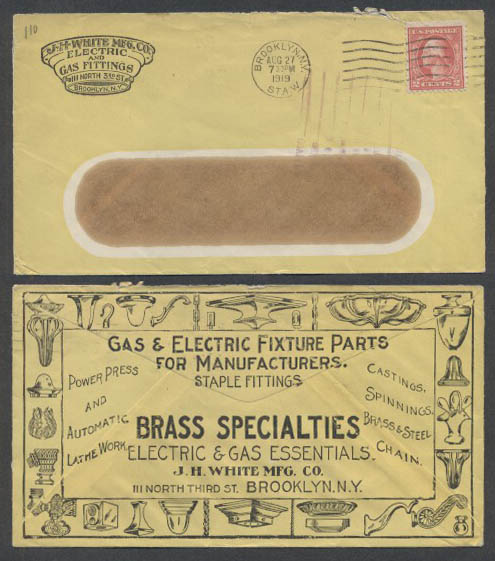 110
J.H. WHITE MFG. CO.
ELECTRIC
AND
GAS FITTINGS
111 NORTH 3RD ST.
BROOKLYN.N.Y.
BROOKLYN, N.Y.
AUG 27
1919
STA. W.
U.S. POSTAGE
2 CENTS 2
GAS & ELECTRIC FIXTURE PARTS
FOR MANUFACTURERS.
STAPLE FITTINGS
POWER PRESS
AND
AUTOMATIC
LATHE WORK.
CASTINGS,
SPINNINGS,
BRASS & STEEL
CHAIN.
BRASS SPECIALTIES
ELECTRIC & GAS ESSENTIALS.
J. H. WHITE MFG. CO.
111 NORTH THIRD ST. BROOKLYN.N.Y.